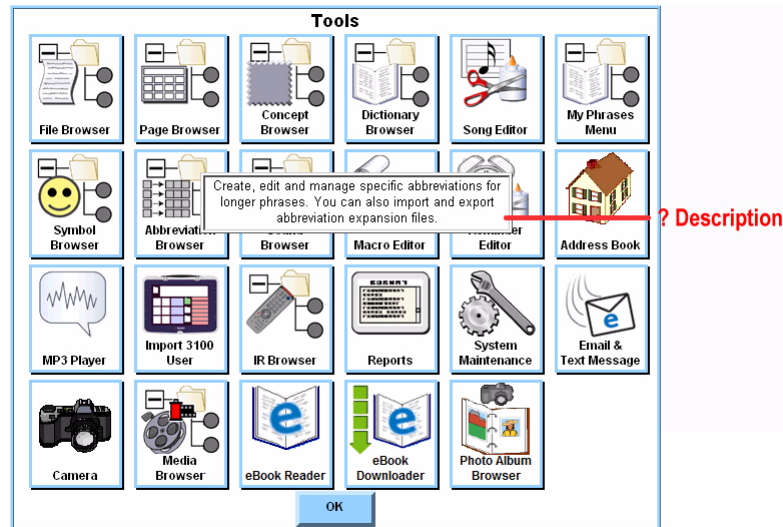 Tools
File Browser
Page Browser
Concept
Browser
Dictionary
Browser
Song Editor
My Phrases
Menu
Symbol
Browser
Abbreviation
Browser
Browser
Macro Editor
Editor
Address Book
Create, edit and manage specific abbreviations for
longer phrases. You can also import and export
abbreviation expansion files.
? Description
MP3 Player
Import 3100
User
IR Browser
Reports
System
Maintenance
Email &
Text Message
Camera
Media
Browser
eBook Reader
eBook
Downloader
Photo Album
Browser
OK